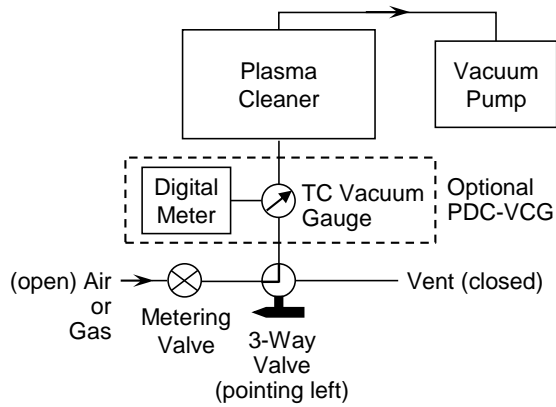 Plasma
Cleaner
Vacuum
Pump
Digital
Meter
TC Vacuum
Gauge
Optional
PDC-VCG
(open) Air
or
Gas
Metering
Valve
3-Way
Valve
(pointing left)
Vent (closed)